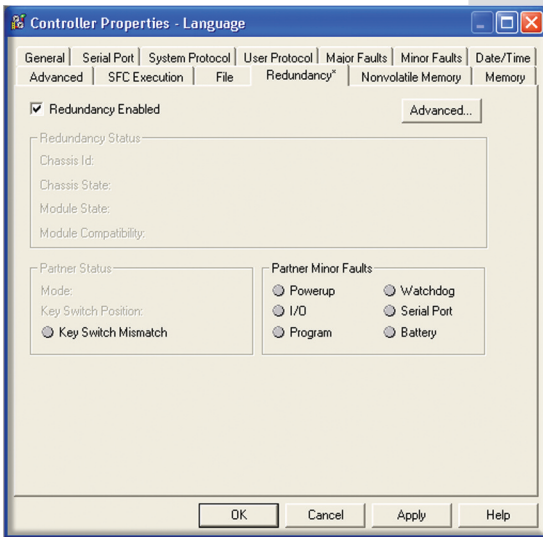 Controller Properties - Language
General Serial Port System Protocol User Protocol Major Faults Minor Faults Date/Time
Advanced SFC Execution File Redundancy* Nonvolatile Memory Memory
Redundancy Enabled
Advanced...
Redundancy Status
Chassis Id:
Chassis State:
Module State:
Module Compatibility:
Partner Status
Mode:
Key Switch Position:
Key Switch Mismatch
Partner Minor Faults
Powerup Watchdog
I/O Serial Port
Program Battery
OK Cancel Apply Help